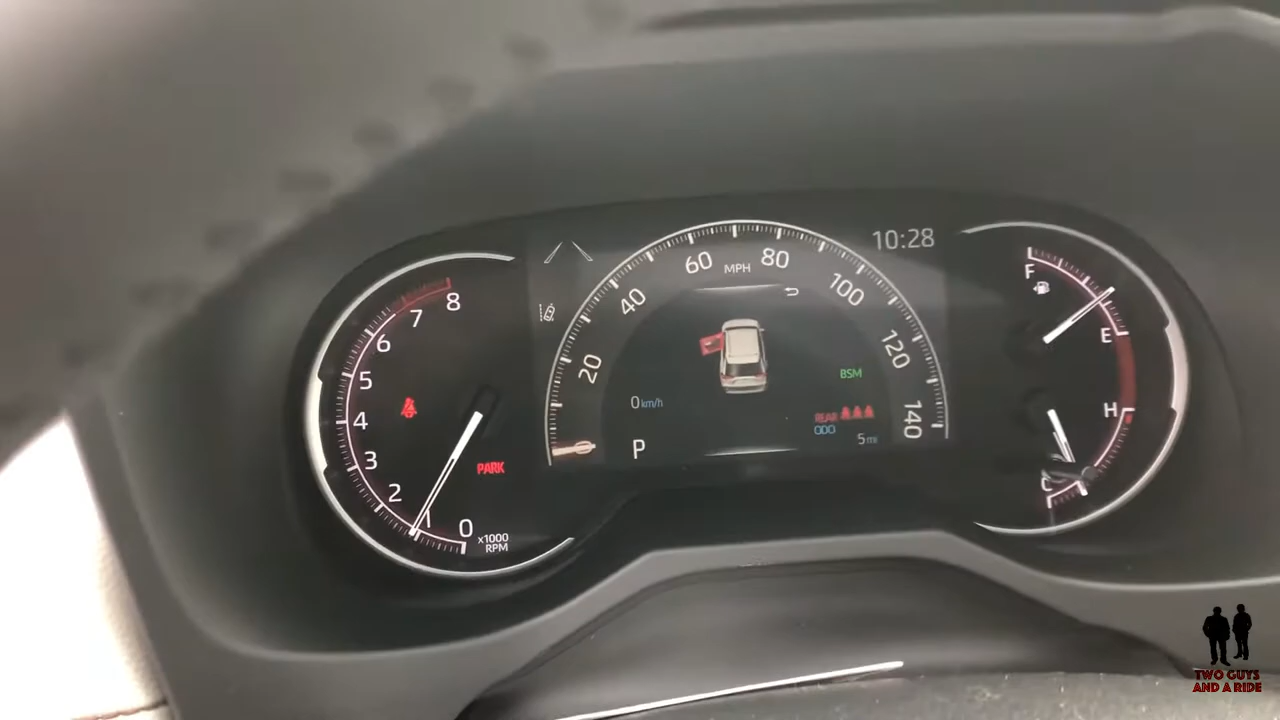 8
7
6
5
4
3
2
1
0
x1000
RPM
PARK
20
40
60
80
100
120
140
MPH
10:28
0 km/h
P
BSM
REAR
ODO
5 mi
F
E
H
C
TWO GUYS
AND A RIDE